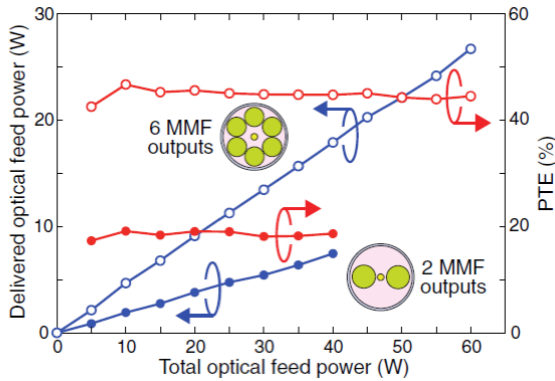 Delivered optical feed power (W)
30
20
10
0
6 MMF
outputs
2 MMF
outputs
60
40
20
0
PTE (%)
0 10 20 30 40 50 60
Total optical feed power (W)